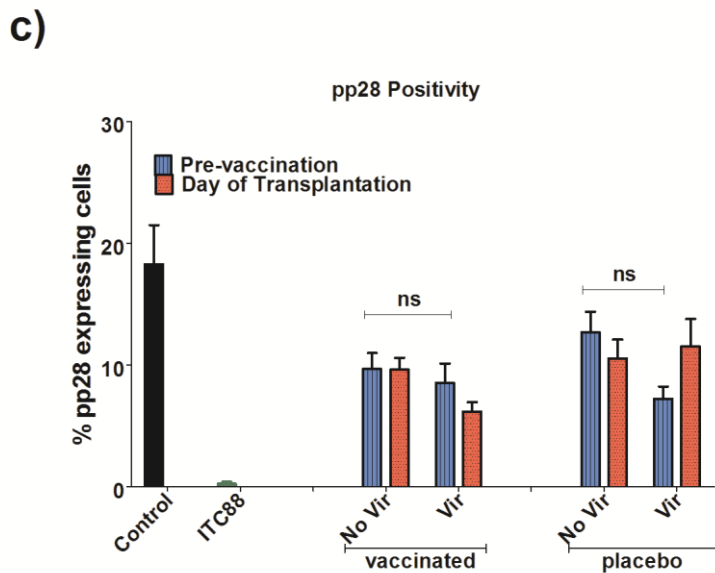 c)
pp28 Positivity
30
Pre-vaccination
Day of Transplantation
20
ns
ns
10
0
% pp28 expressing cells
Control
ITC88
No Vir
Vir
No Vir
Vir
vaccinated
placebo